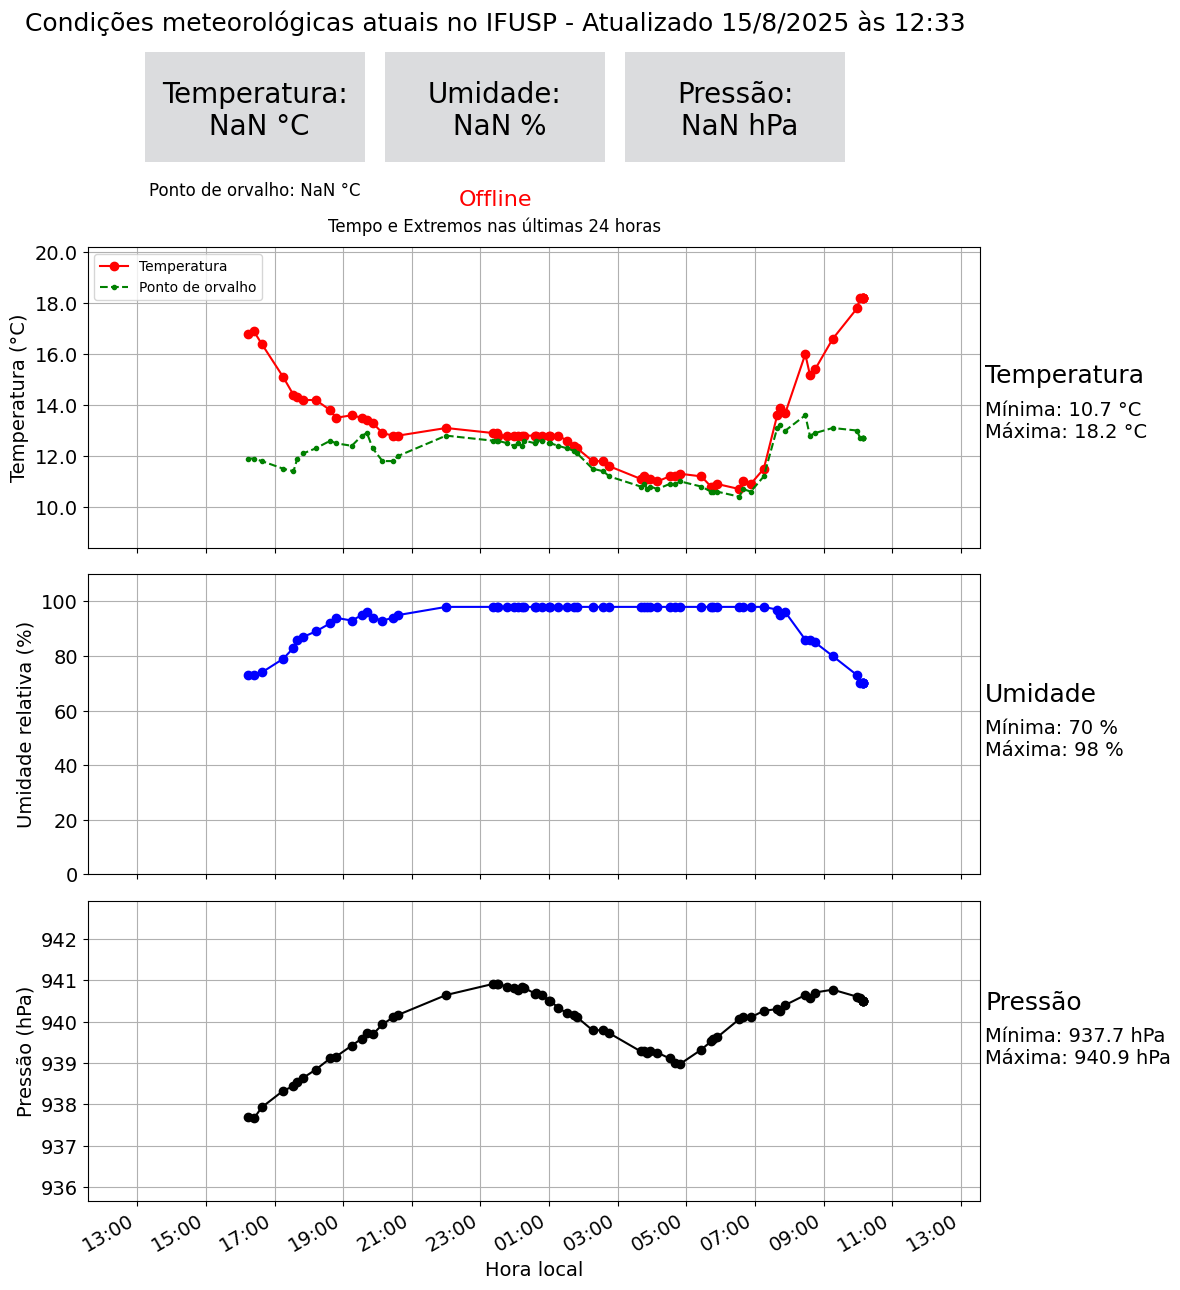 Condições meteorológicas atuais no IFUSP - Atualizado 15/8/2025 às 12:33
Temperatura:
NaN °C
Umidade:
NaN %
Pressão:
NaN hPa
Ponto de orvalho: NaN °C
Offline
Tempo e Extremos nas últimas 24 horas
Temperatura (°C)
20.0
18.0
16.0
14.0
12.0
10.0
Temperatura
Ponto de orvalho
Temperatura
Mínima: 10.7 °C
Máxima: 18.2 °C
Umidade relativa (%)
100
80
60
40
20
0
Umidade
Mínima: 70 %
Máxima: 98 %
Pressão (hPa)
942
941
940
939
938
937
936
Pressão
Mínima: 937.7 hPa
Máxima: 940.9 hPa
13:00 15:00 17:00 19:00 21:00 23:00 01:00 03:00 05:00 07:00 09:00 11:00 13:00
Hora local